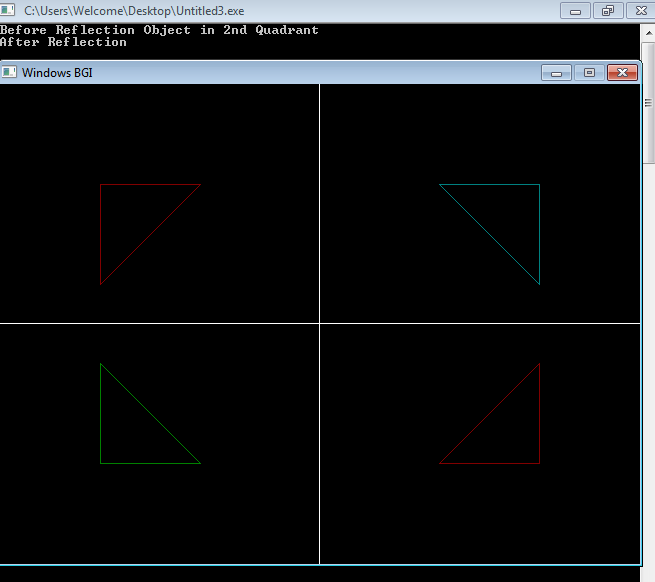 C:\Users\Welcome\Desktop\Untitled3.exe
Before Reflection Object in 2nd Quadrant
After Reflection
Windows BGI